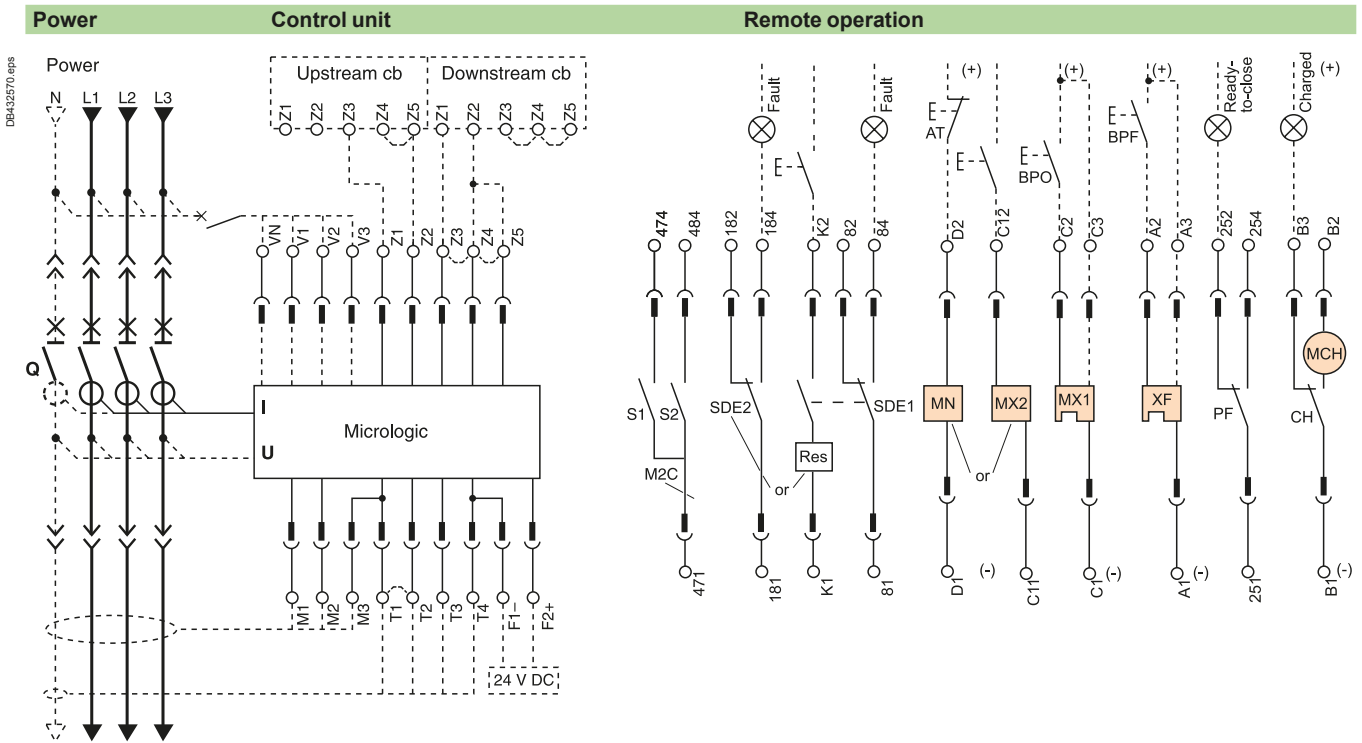 Power Control unit Remote operation
DB432570.eps
Power
N L1 L2 L3
Upstream cb Downstream cb
Z1 Z2 Z3 Z4 Z5 Z1 Z2 Z3 Z4 Z5
VN V1 V2 V3 Z1 Z2 Z3 Z4 Z5
Q
I
U
Micrologic
M1 M2 M3 T1 T2 T3 T4 F1– F2+
24 V DC
Fault Fault (+) (+) (+) Ready-to-close Charged (+)
AT BPO BPF
474 484 182 184 K2 82 84 D2 C12 C2 C3 A2 A3 252 254 B3 B2
MCH
S1 S2 SDE2 SDE1 MN MX2 MX1 XF PF CH
Res
M2C or or
471 181 K1 81 D1 (-) C11 C1 (-) A1 (-) 251 B1 (-)